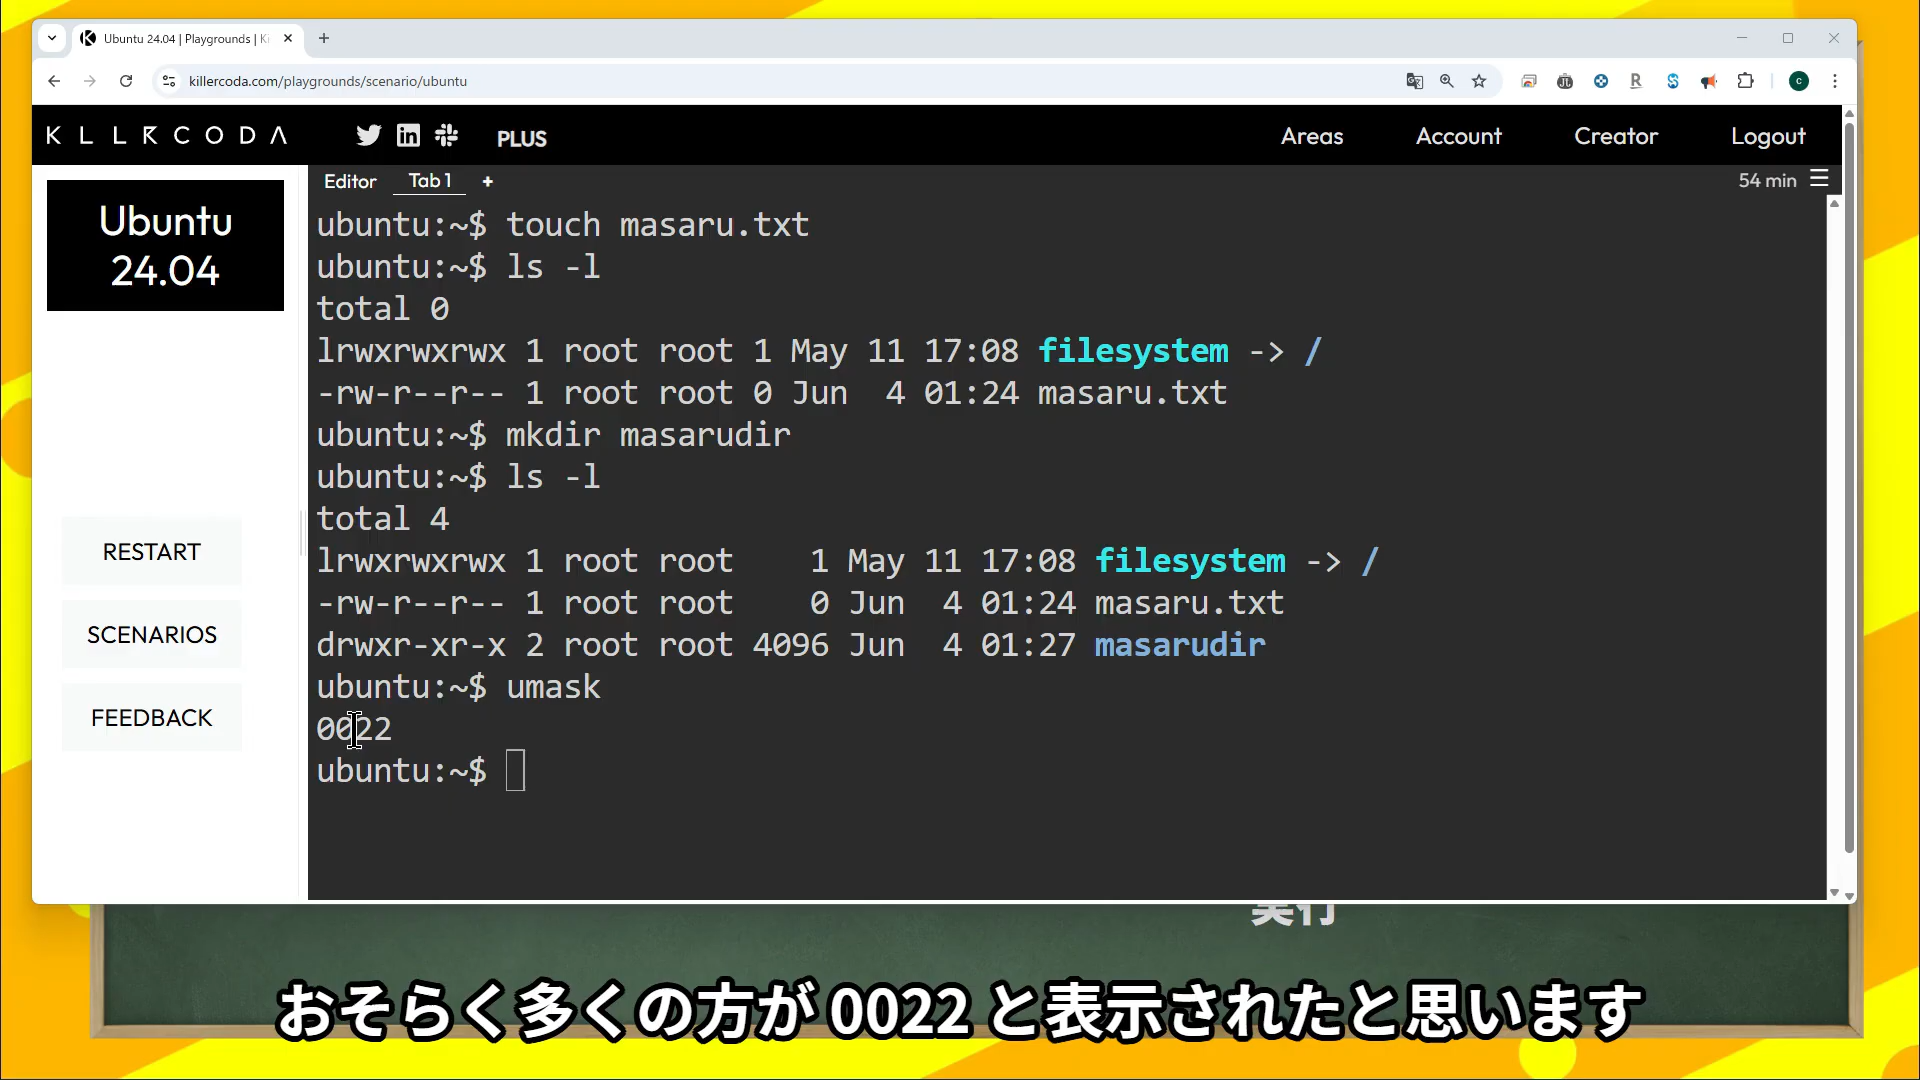 Ubuntu 24.04 | Playgrounds | Ki
killercoda.com/playgrounds/scenario/ubuntu
KLLRCODA
PLUS
Areas
Account
Creator
Logout
Ubuntu
24.04
RESTART
SCENARIOS
FEEDBACK
Editor
Tab 1
+
54 min
ubuntu:~$ touch masaru.txt
ubuntu:~$ ls -l
total 0
lrwxrwxrwx 1 root root 1 May 11 17:08 filesystem -> /
-rw-r--r-- 1 root root 0 Jun  4 01:24 masaru.txt
ubuntu:~$ mkdir masarudir
ubuntu:~$ ls -l
total 4
lrwxrwxrwx 1 root root    1 May 11 17:08 filesystem -> /
-rw-r--r-- 1 root root    0 Jun  4 01:24 masaru.txt
drwxr-xr-x 2 root root 4096 Jun  4 01:27 masarudir
ubuntu:~$ umask
0022
ubuntu:~$
実行
おそらく多くの方が0022と表示されたと思います